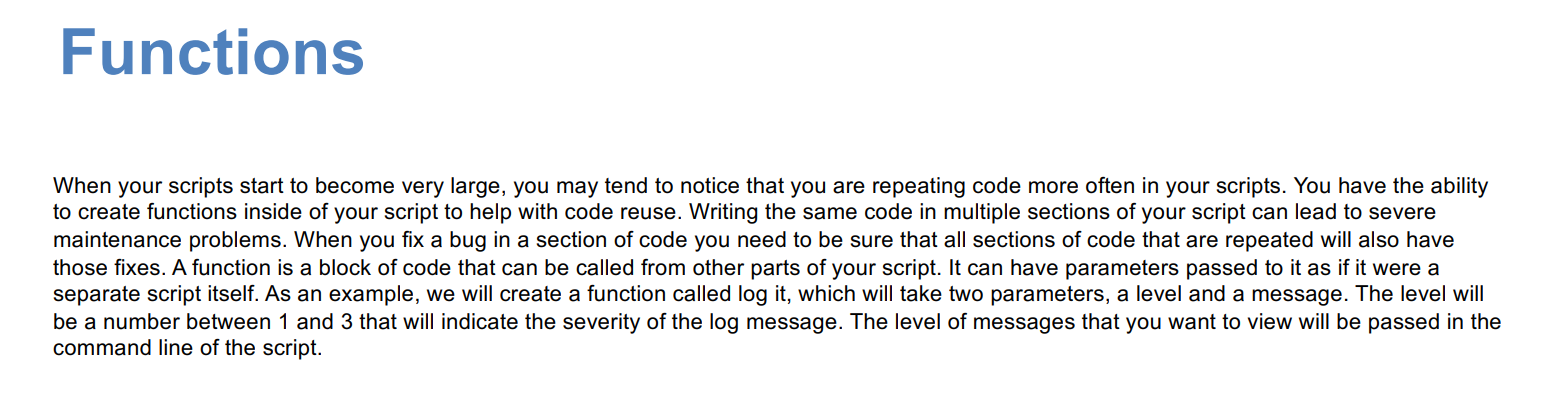 Functions
When your scripts start to become very large, you may tend to notice that you are repeating code more often in your scripts. You have the ability
to create functions inside of your script to help with code reuse. Writing the same code in multiple sections of your script can lead to severe
maintenance problems. When you fix a bug in a section of code you need to be sure that all sections of code that are repeated will also have
those fixes. A function is a block of code that can be called from other parts of your script. It can have parameters passed to it as if it were a
separate script itself. As an example, we will create a function called log it, which will take two parameters, a level and a message. The level will
be a number between 1 and 3 that will indicate the severity of the log message. The level of messages that you want to view will be passed in the
command line of the script.